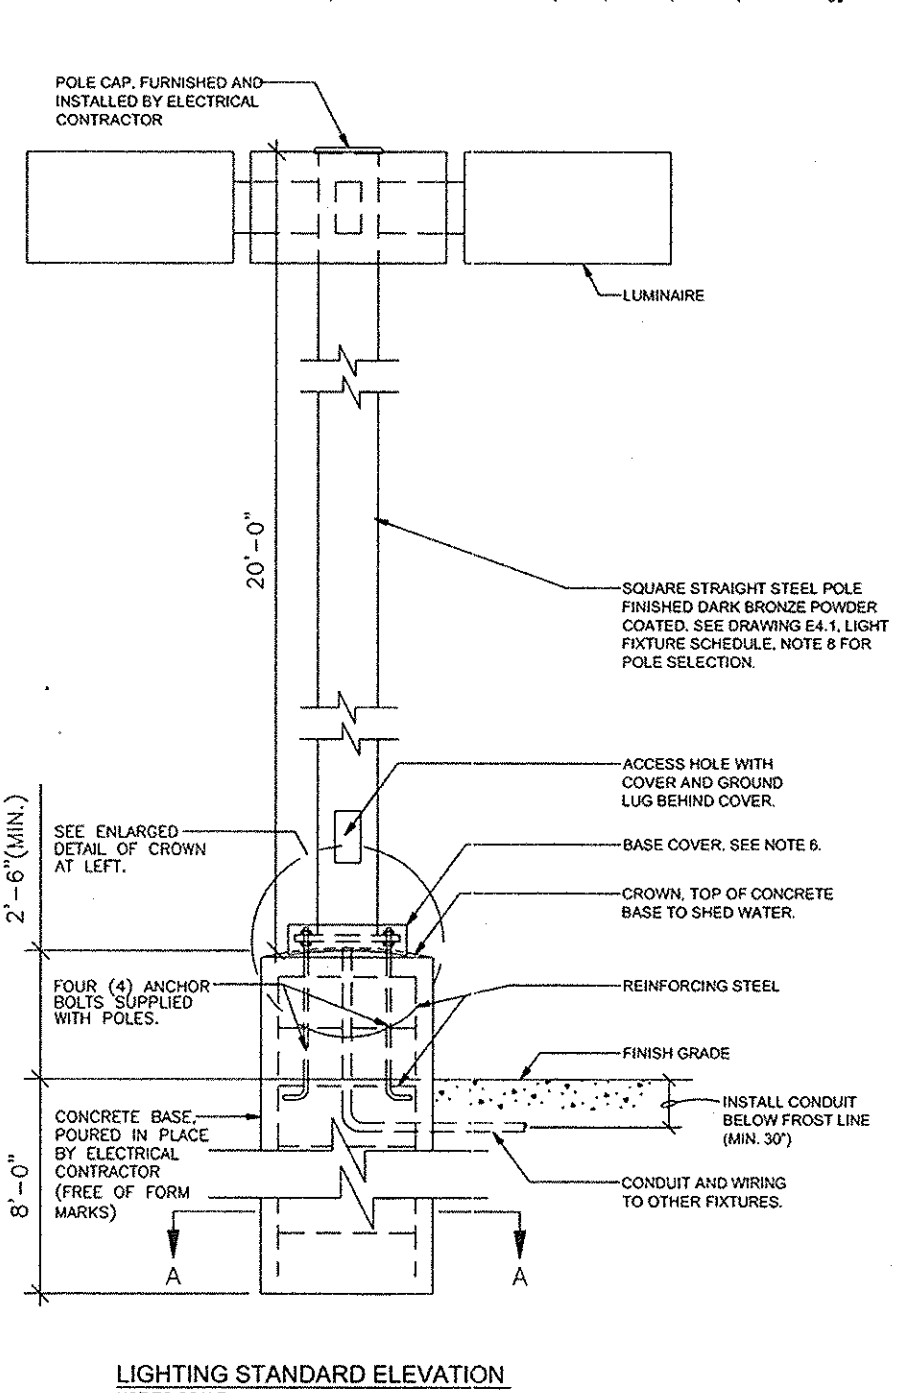 POLE CAP, FURNISHED AND
INSTALLED BY ELECTRICAL
CONTRACTOR
LUMINAIRE
20'-0"
SQUARE STRAIGHT STEEL POLE
FINISHED DARK BRONZE POWDER
COATED. SEE DRAWING E4.1, LIGHT
FIXTURE SCHEDULE, NOTE 8 FOR
POLE SELECTION.
ACCESS HOLE WITH
COVER AND GROUND
LUG BEHIND COVER.
2'-6"(MIN.)
SEE ENLARGED
DETAIL OF CROWN
AT LEFT.
BASE COVER. SEE NOTE 6.
CROWN, TOP OF CONCRETE
BASE TO SHED WATER.
FOUR (4) ANCHOR
BOLTS SUPPLIED
WITH POLES.
REINFORCING STEEL
FINISH GRADE
INSTALL CONDUIT
BELOW FROST LINE
(MIN. 30")
CONCRETE BASE,
POURED IN PLACE
BY ELECTRICAL
CONTRACTOR
(FREE OF FORM
MARKS)
8'-0"
CONDUIT AND WIRING
TO OTHER FIXTURES.
A
A
LIGHTING STANDARD ELEVATION